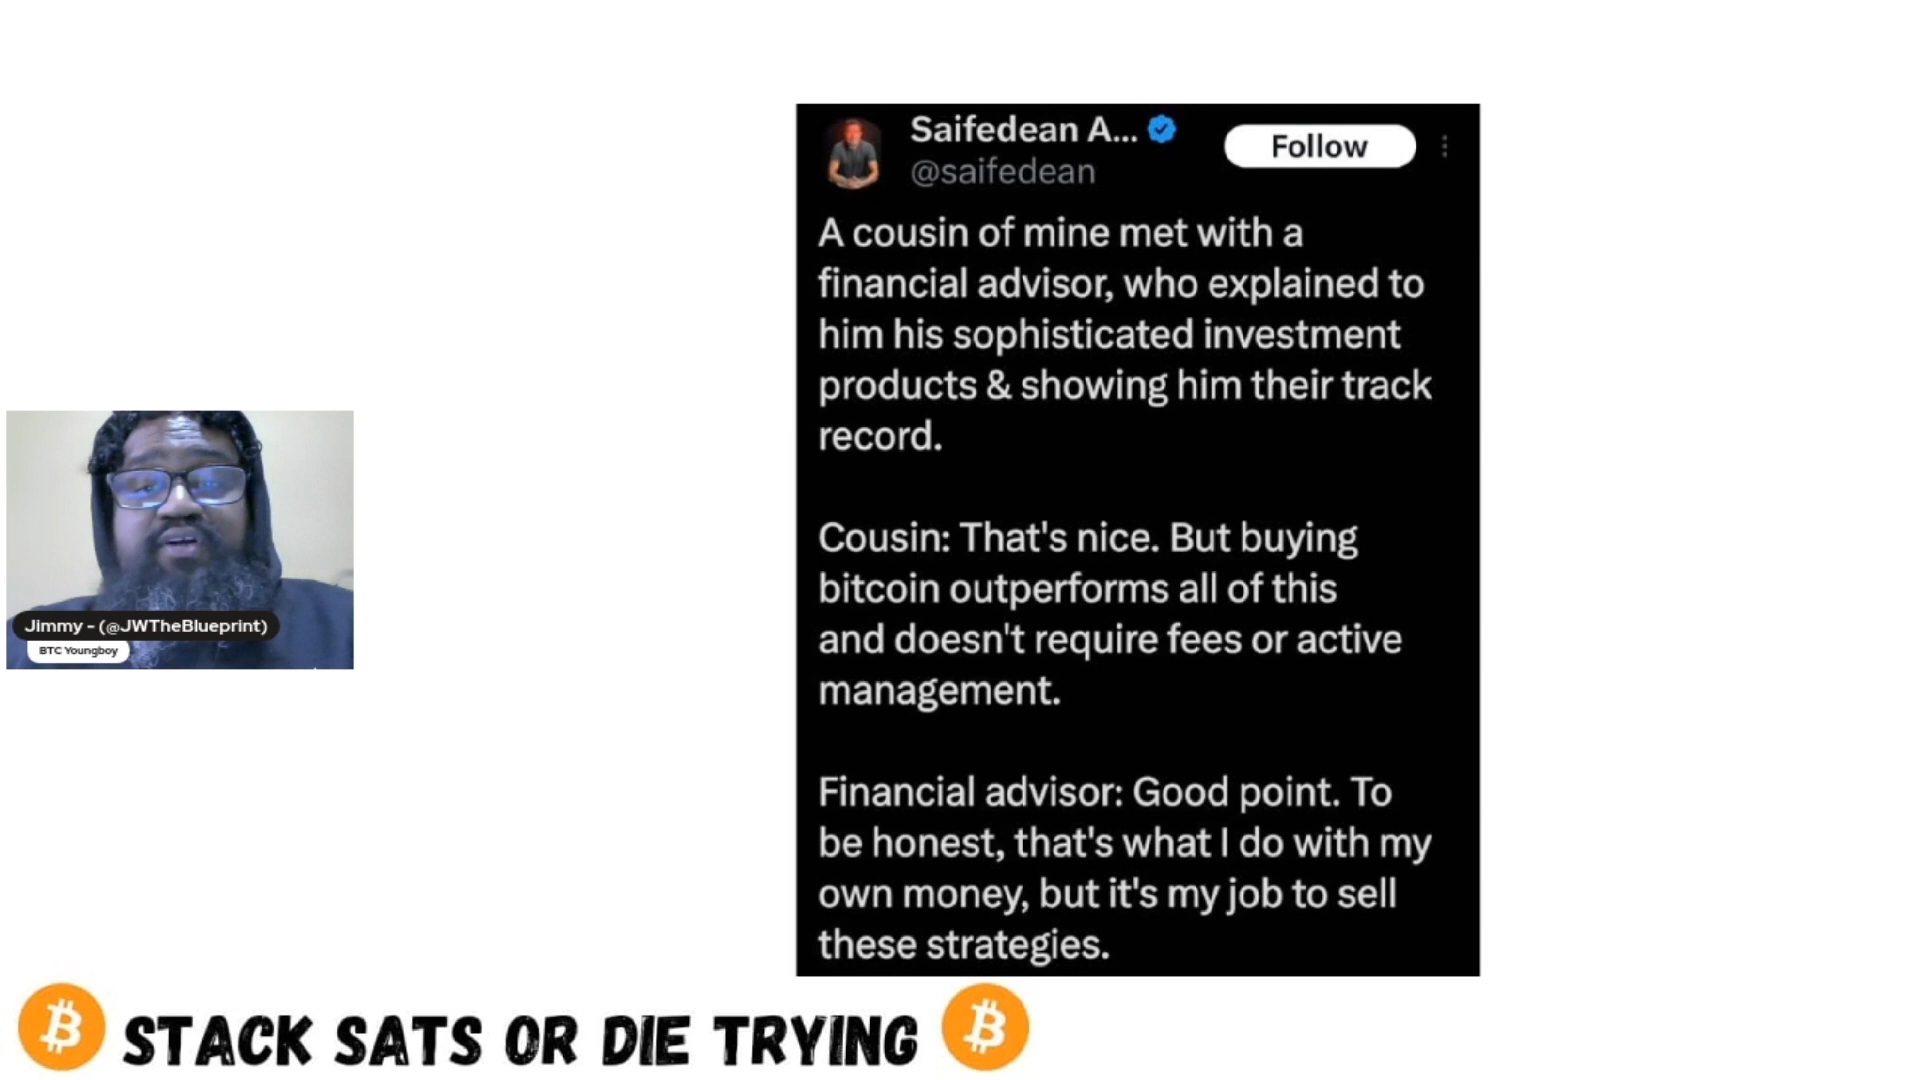 Saifedean A...
@saifedean
Follow
A cousin of mine met with a
financial advisor, who explained to
him his sophisticated investment
products & showing him their track
record.
Cousin: That's nice. But buying
bitcoin outperforms all of this
and doesn't require fees or active
management.
Financial advisor: Good point. To
be honest, that's what I do with my
own money, but it's my job to sell
these strategies.
Jimmy - (@JWTheBlueprint)
BTC Youngboy
STACK SATS OR DIE TRYING